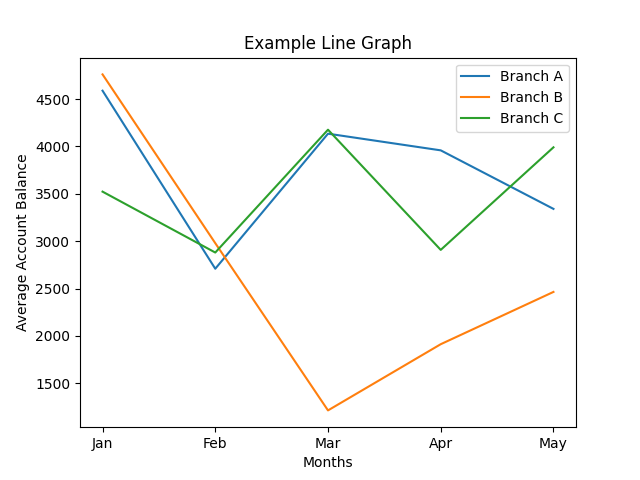 Example Line Graph
Branch A
Branch B
Branch C
4500
4000
3500
3000
2500
2000
1500
Average Account Balance
Jan Feb Mar Apr May
Months